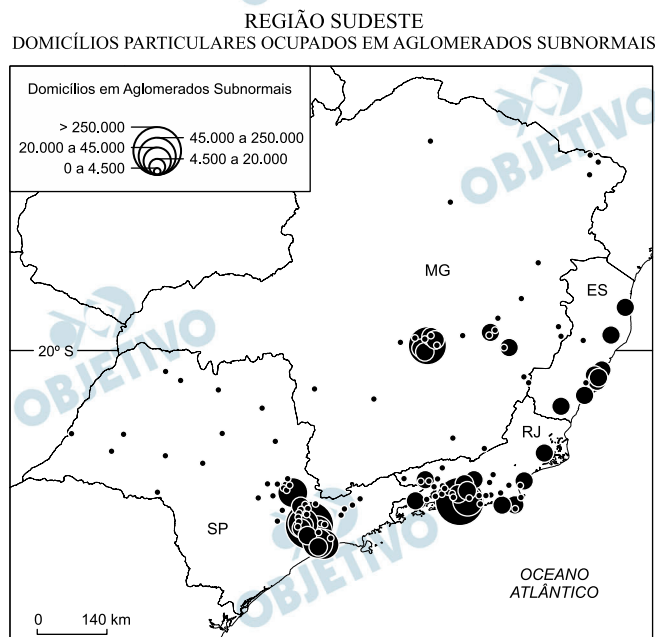 REGIÃO SUDESTE
DOMICÍLIOS PARTICULARES OCUPADOS EM AGLOMERADOS SUBNORMAIS
Domicílios em Aglomerados Subnormais
> 250.000
45.000 a 250.000
20.000 a 45.000
4.500 a 20.000
0 a 4.500
OBJETIVO
MG
ES
OBJETIVO
20º S
RJ
SP
OBJETIVO
OCEANO
ATLÂNTICO
0 140 km